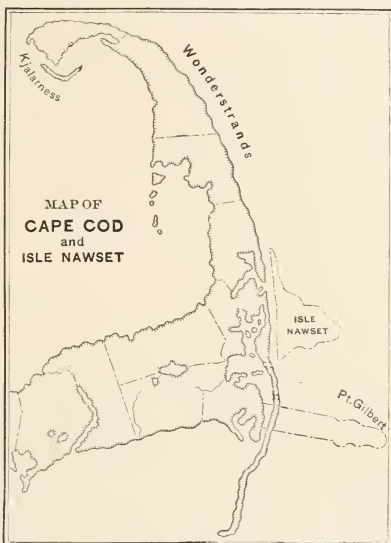 Kjalarness
Wonderstrands
MAP OF
CAPE COD
and
ISLE NAWSET
ISLE
NAWSET
Pt. Gilbert